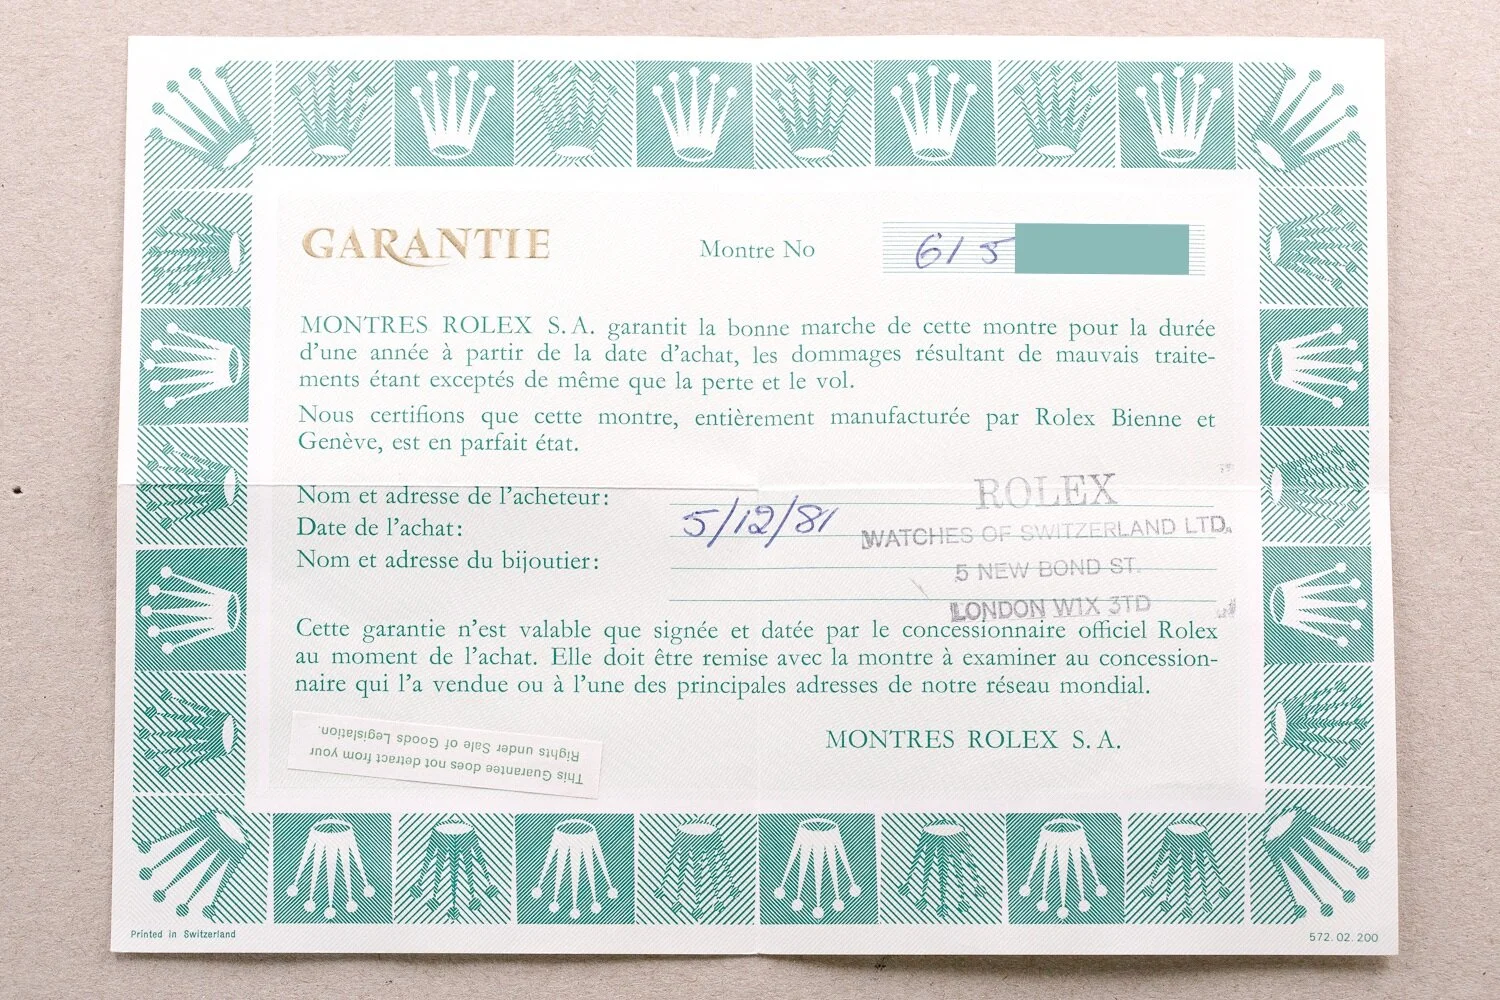 GARANTIE
Montre No 615
MONTRES ROLEX S.A. garantit la bonne marche de cette montre pour la durée
d'une année à partir de la date d'achat, les dommages résultant de mauvais traite-
ments étant exceptés de même que la perte et le vol.
Nous certifions que cette montre, entièrement manufacturée par Rolex Bienne et
Genève, est en parfait état.
Nom et adresse de l'acheteur:
Date de l'achat: 5/12/81
Nom et adresse du bijoutier:
ROLEX
WATCHES OF SWITZERLAND LTD.
5 NEW BOND ST.
LONDON W1X 3TD
Cette garantie n'est valable que signée et datée par le concessionnaire officiel Rolex
au moment de l'achat. Elle doit être remise avec la montre à examiner au concession-
naire qui l'a vendue ou à l'une des principales adresses de notre réseau mondial.
MONTRES ROLEX S.A.
This Guarantee does not detract from your
Rights under Sale of Goods Legislation.
Printed in Switzerland
572.02.200